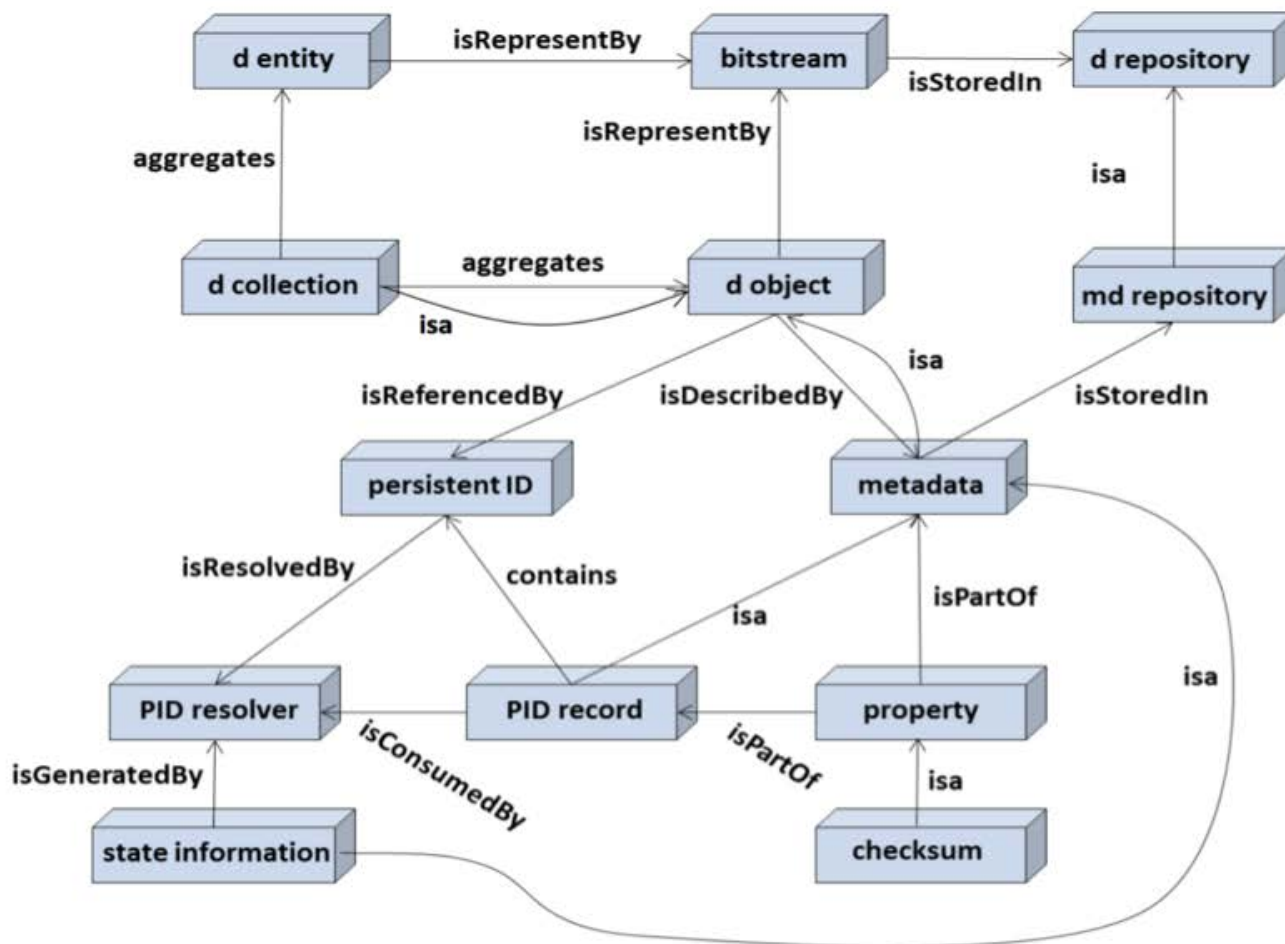 d entity
isRepresentBy
bitstream
isStoredIn
d repository
aggregates
isRepresentBy
isa
d collection
aggregates
isa
d object
md repository
isReferencedBy
isDescribedBy
isa
isStoredIn
persistent ID
metadata
isResolvedBy
contains
isa
isPartOf
isa
PID resolver
PID record
property
isGeneratedBy
isConsumedBy
isPartOf
isa
state information
checksum